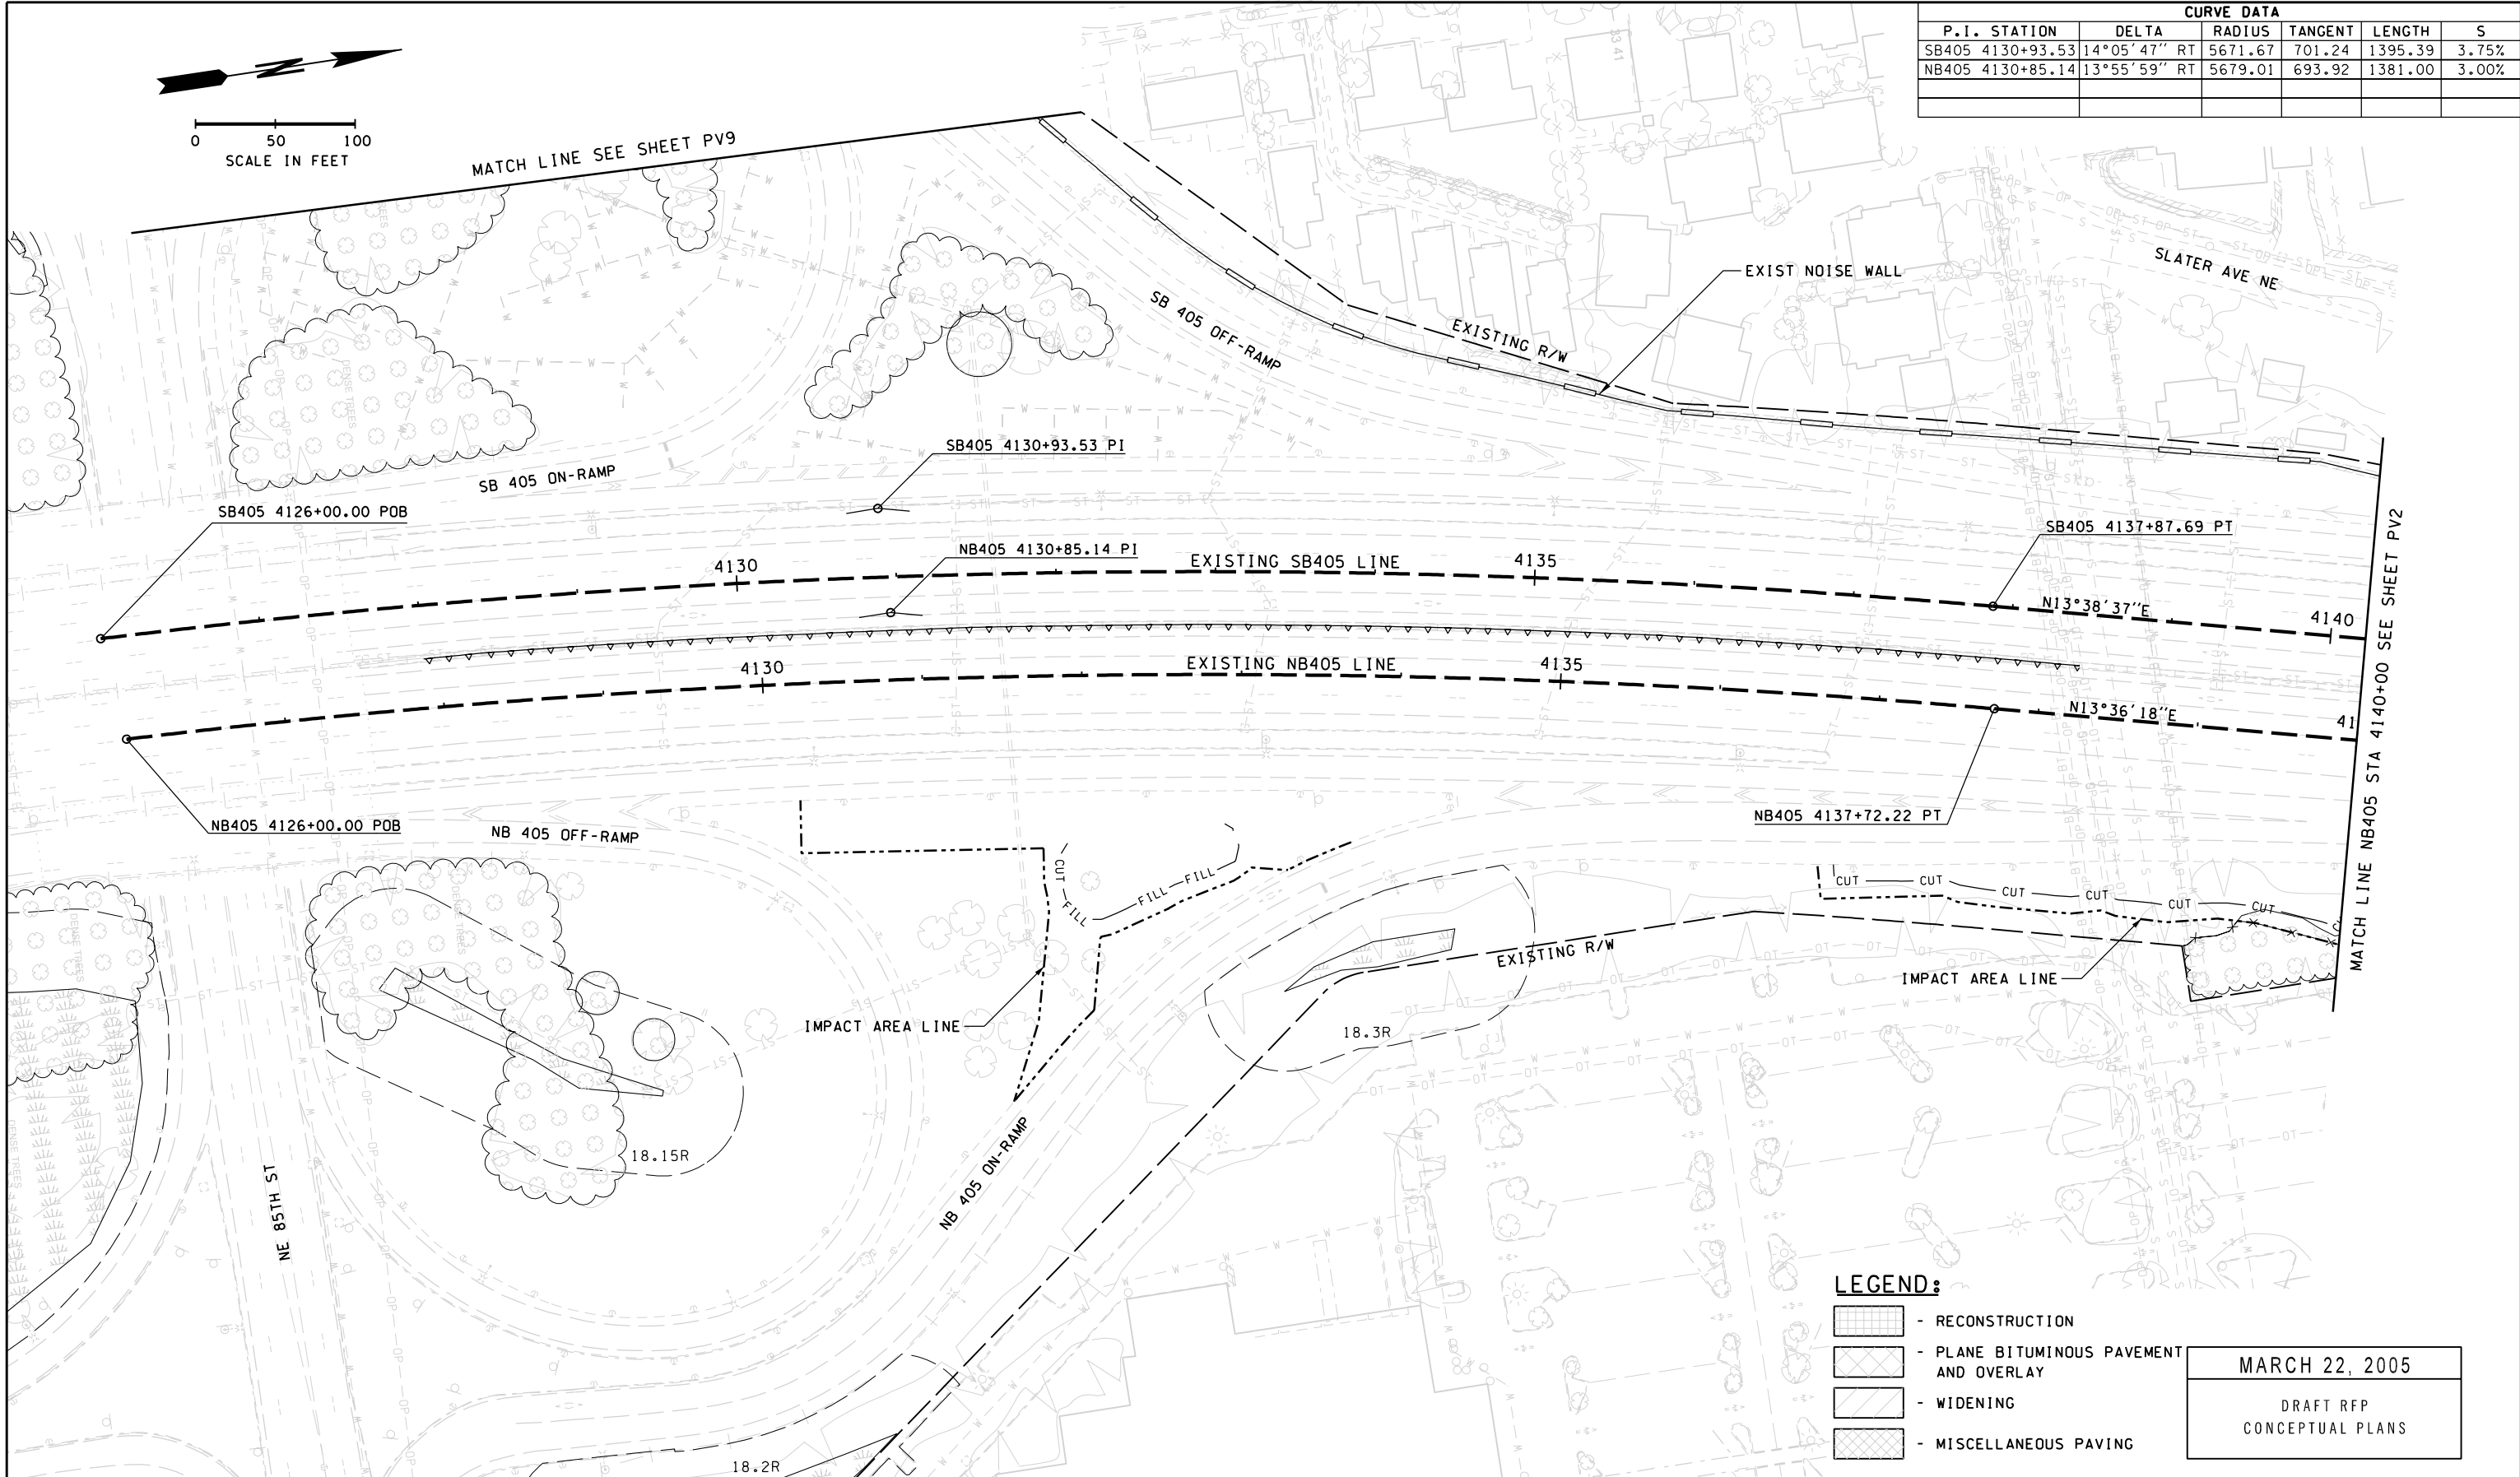 CURVE DATA
P.I. STATION DELTA RADIUS TANGENT LENGTH S
SB405 4130+93.53 14°05'47" RT 5671.67 701.24 1395.39 3.75%
NB405 4130+85.14 13°55'59" RT 5679.01 693.92 1381.00 3.00%
N
0 50 100
SCALE IN FEET
MATCH LINE SEE SHEET PV9
SLATER AVE NE
EXIST NOISE WALL
SB 405 OFF-RAMP
EXISTING R/W
SB405 4130+93.53 PI
SB 405 ON-RAMP
DENSE TREES
SB405 4126+00.00 POB
SB405 4137+87.69 PT
NB405 4130+85.14 PI
4130
EXISTING SB405 LINE
4135
N13°38'37"E
4140
4130
EXISTING NB405 LINE
4135
N13°36'18"E
41
MATCH LINE NB405 STA 4140+00 SEE SHEET PV2
NB405 4126+00.00 POB
NB 405 OFF-RAMP
NB405 4137+72.22 PT
CUT
FILL
FILL
FILL
CUT
CUT
CUT
CUT
CUT
CUT
DENSE TREES
EXISTING R/W
IMPACT AREA LINE
IMPACT AREA LINE
18.3R
18.15R
NE 85TH ST
NB 405 ON-RAMP
18.2R
LEGEND:
- RECONSTRUCTION
- PLANE BITUMINOUS PAVEMENT
AND OVERLAY
- WIDENING
- MISCELLANEOUS PAVING
MARCH 22, 2005
DRAFT RFP
CONCEPTUAL PLANS